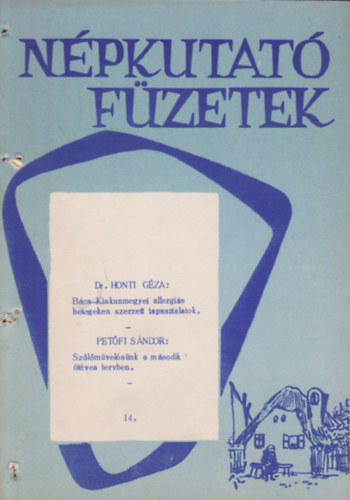 NÉPKUTATÓ
FÜZETEK
Dr. HONTI GÉZA:
Bács-Kiskunmegyei allergiás
betegeken szerzett tapasztalatok.
-
PETŐFI SÁNDOR:
Szőlőművelésünk a második
ötéves tervben.
-
14.